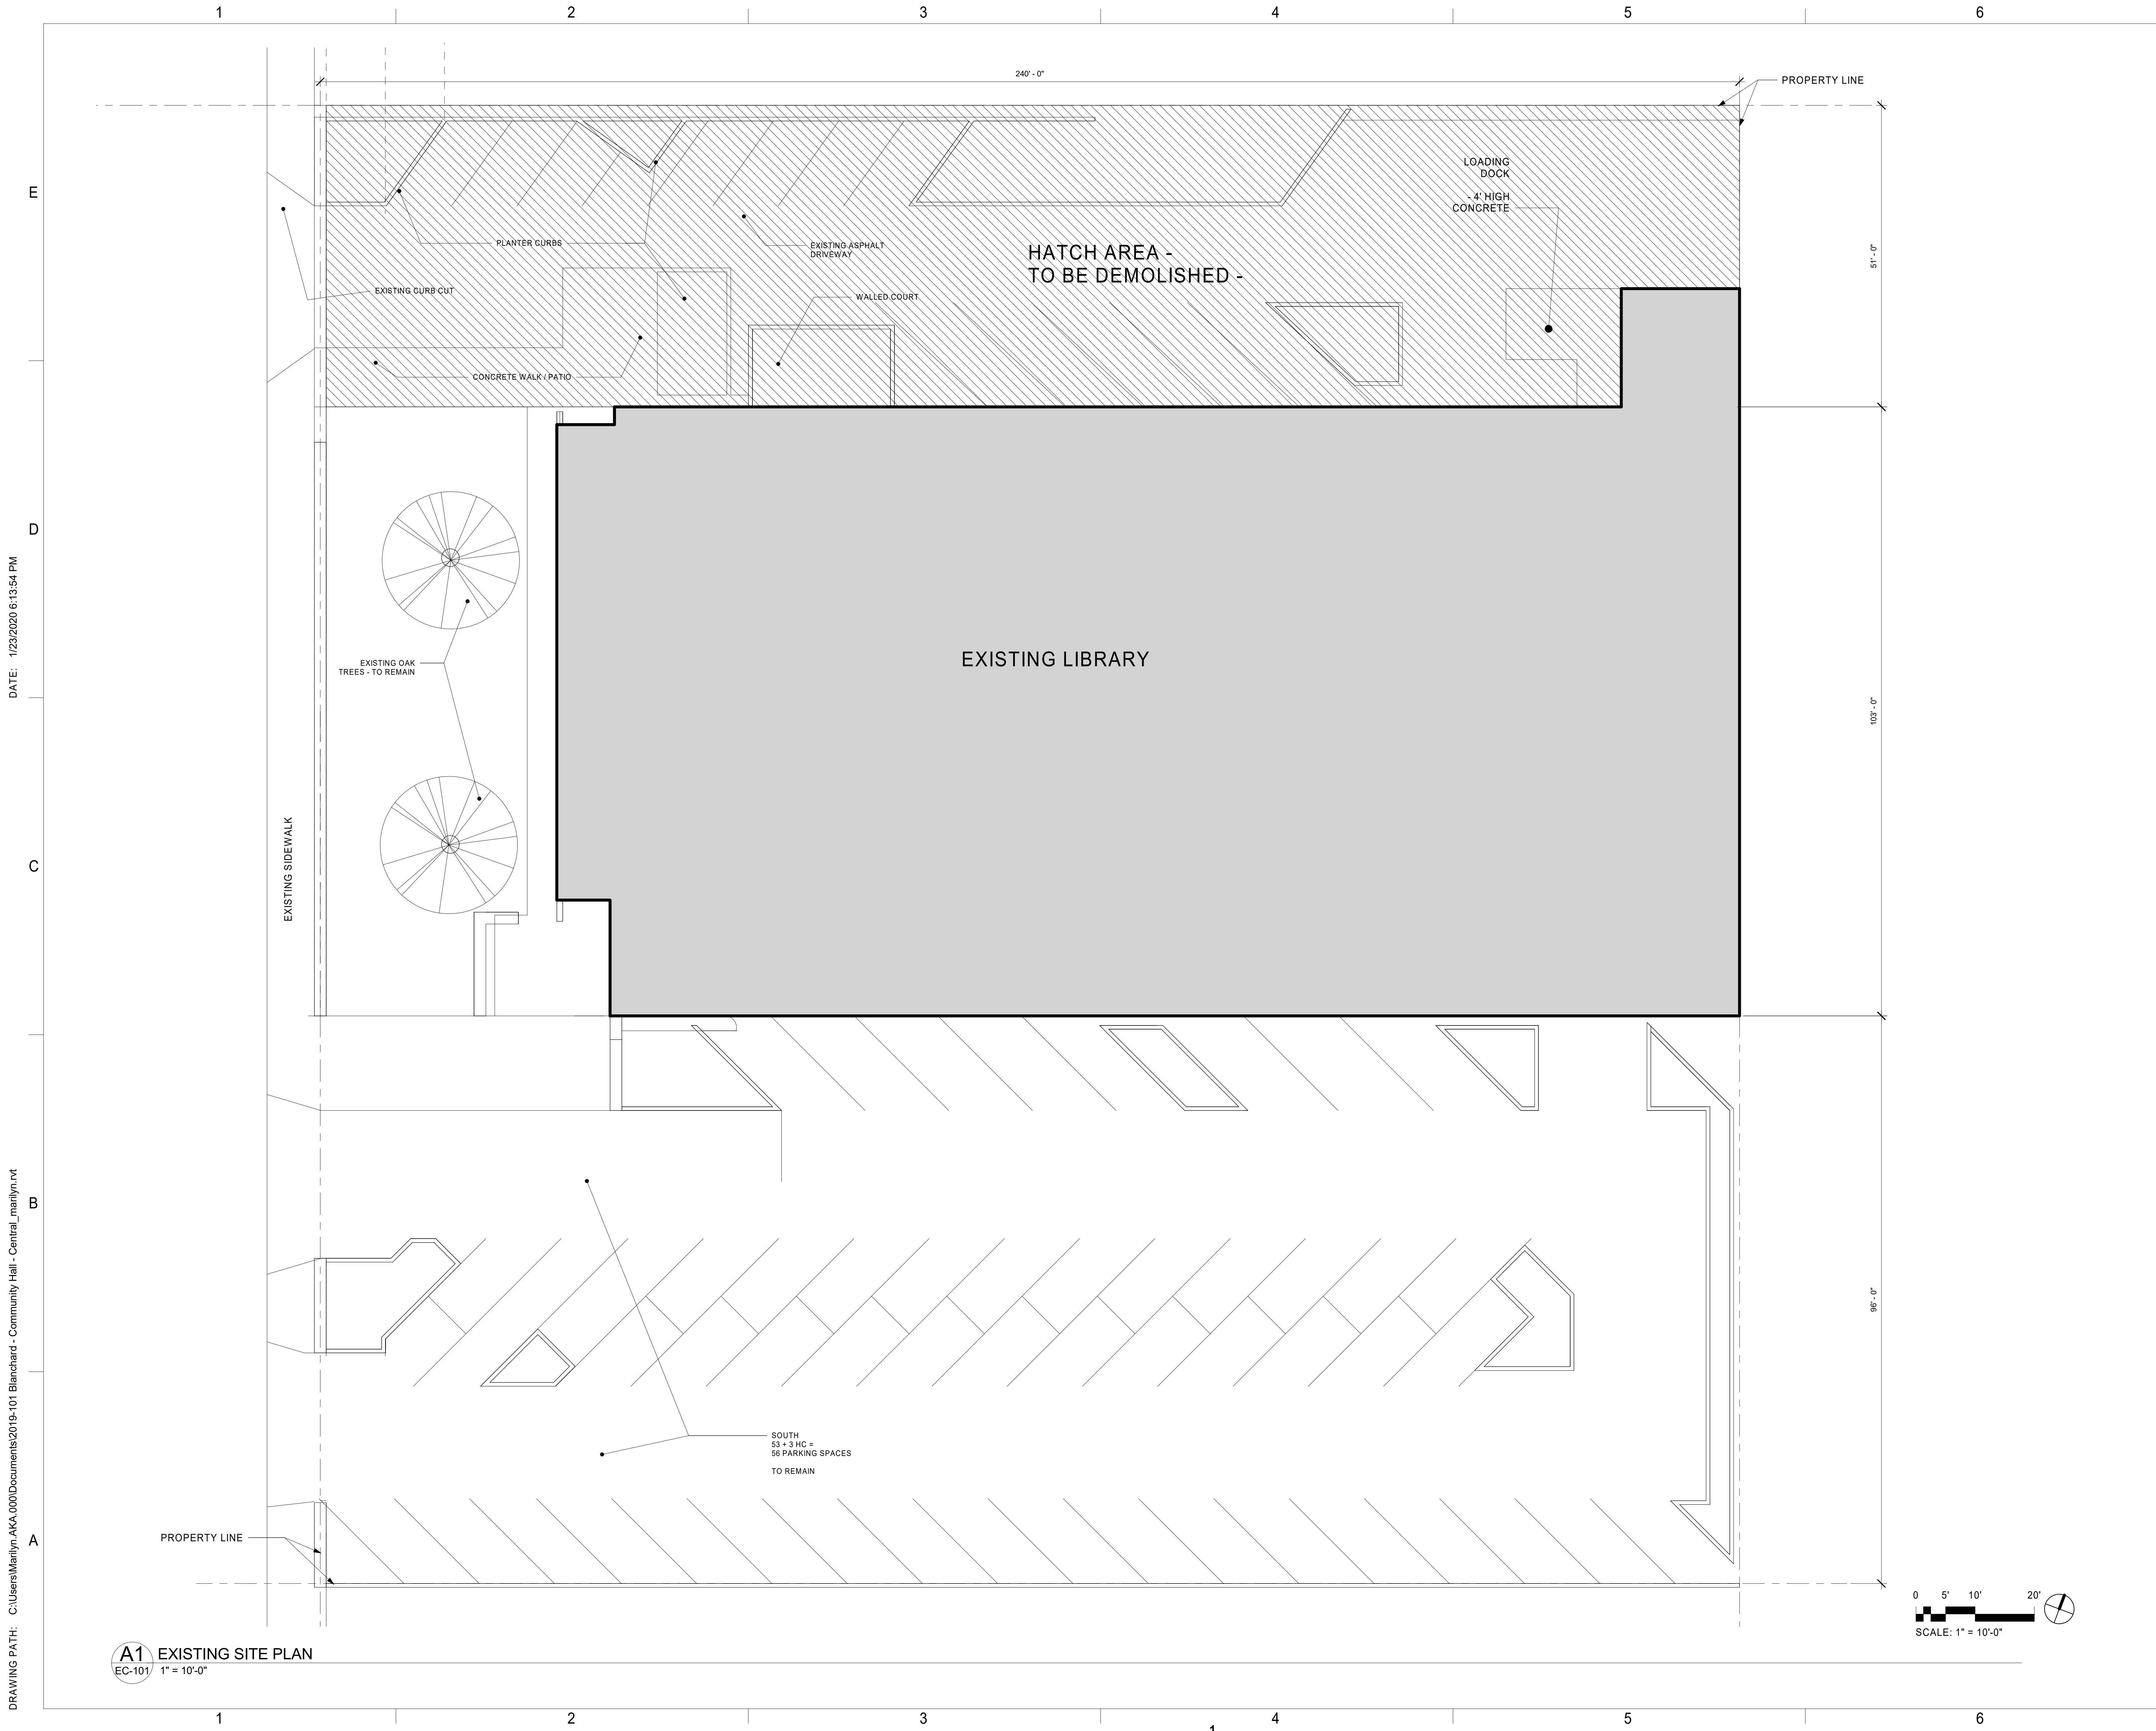 1
2
3
4
5
6
240' - 0"
PROPERTY LINE
E
LOADING
DOCK
- 4' HIGH
CONCRETE
PLANTER CURBS
EXISTING ASPHALT
DRIVEWAY
HATCH AREA -
TO BE DEMOLISHED -
51' - 0"
EXISTING CURB CUT
WALLED COURT
CONCRETE WALK / PATIO
D
DATE: 1/23/2020 6:13:54 PM
EXISTING OAK
TREES - TO REMAIN
EXISTING LIBRARY
103' - 0"
C
EXISTING SIDEWALK
B
96' - 0"
SOUTH
53 + 3 HC =
56 PARKING SPACES
TO REMAIN
A
PROPERTY LINE
DRAWING PATH: C:\Users\Marilyn.AKA.000\Documents\2019-101 Blanchard - Community Hall - Central_marilyn.rvt
0 5' 10' 20'
SCALE: 1" = 10'-0"
A1
EC-101
EXISTING SITE PLAN
1" = 10'-0"
1
2
3
4
5
6
1